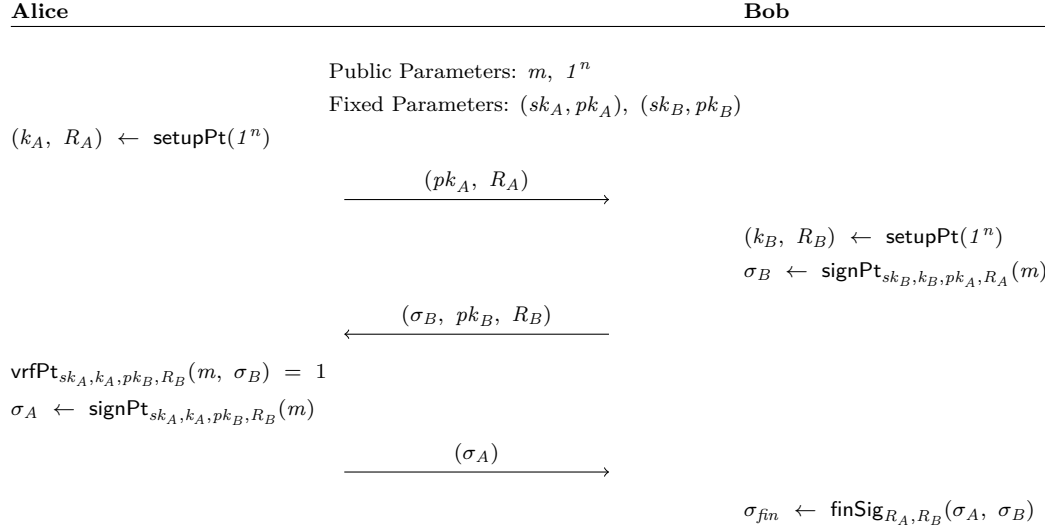 Alice Bob
Public Parameters: m, 1^n
Fixed Parameters: (sk_A, pk_A), (sk_B, pk_B)
(k_A, R_A) ← setupPt(1^n)
(pk_A, R_A)
(k_B, R_B) ← setupPt(1^n)
σ_B ← signPt_{sk_B,k_B,pk_A,R_A}(m)
(σ_B, pk_B, R_B)
vrfPt_{sk_A,k_A,pk_B,R_B}(m, σ_B) = 1
σ_A ← signPt_{sk_A,k_A,pk_B,R_B}(m)
(σ_A)
σ_{fin} ← finSig_{R_A,R_B}(σ_A, σ_B)